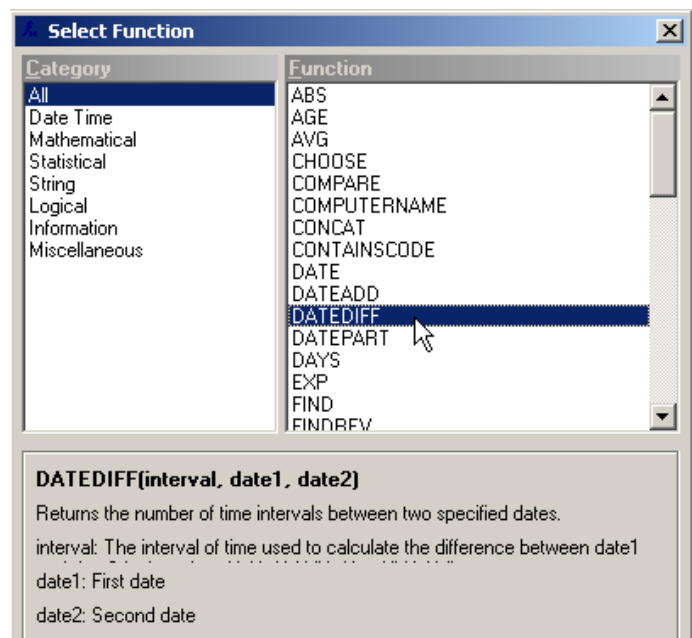 Select Function
Category
Function
All
Date Time
Mathematical
Statistical
String
Logical
Information
Miscellaneous
ABS
AGE
AVG
CHOOSE
COMPARE
COMPUTERNAME
CONCAT
CONTAINSCODE
DATE
DATEADD
DATEDIFF
DATEPART
DAYS
EXP
FIND
FINDREV
DATEDIFF(interval, date1, date2)
Returns the number of time intervals between two specified dates.
interval: The interval of time used to calculate the difference between date1
date1: First date
date2: Second date